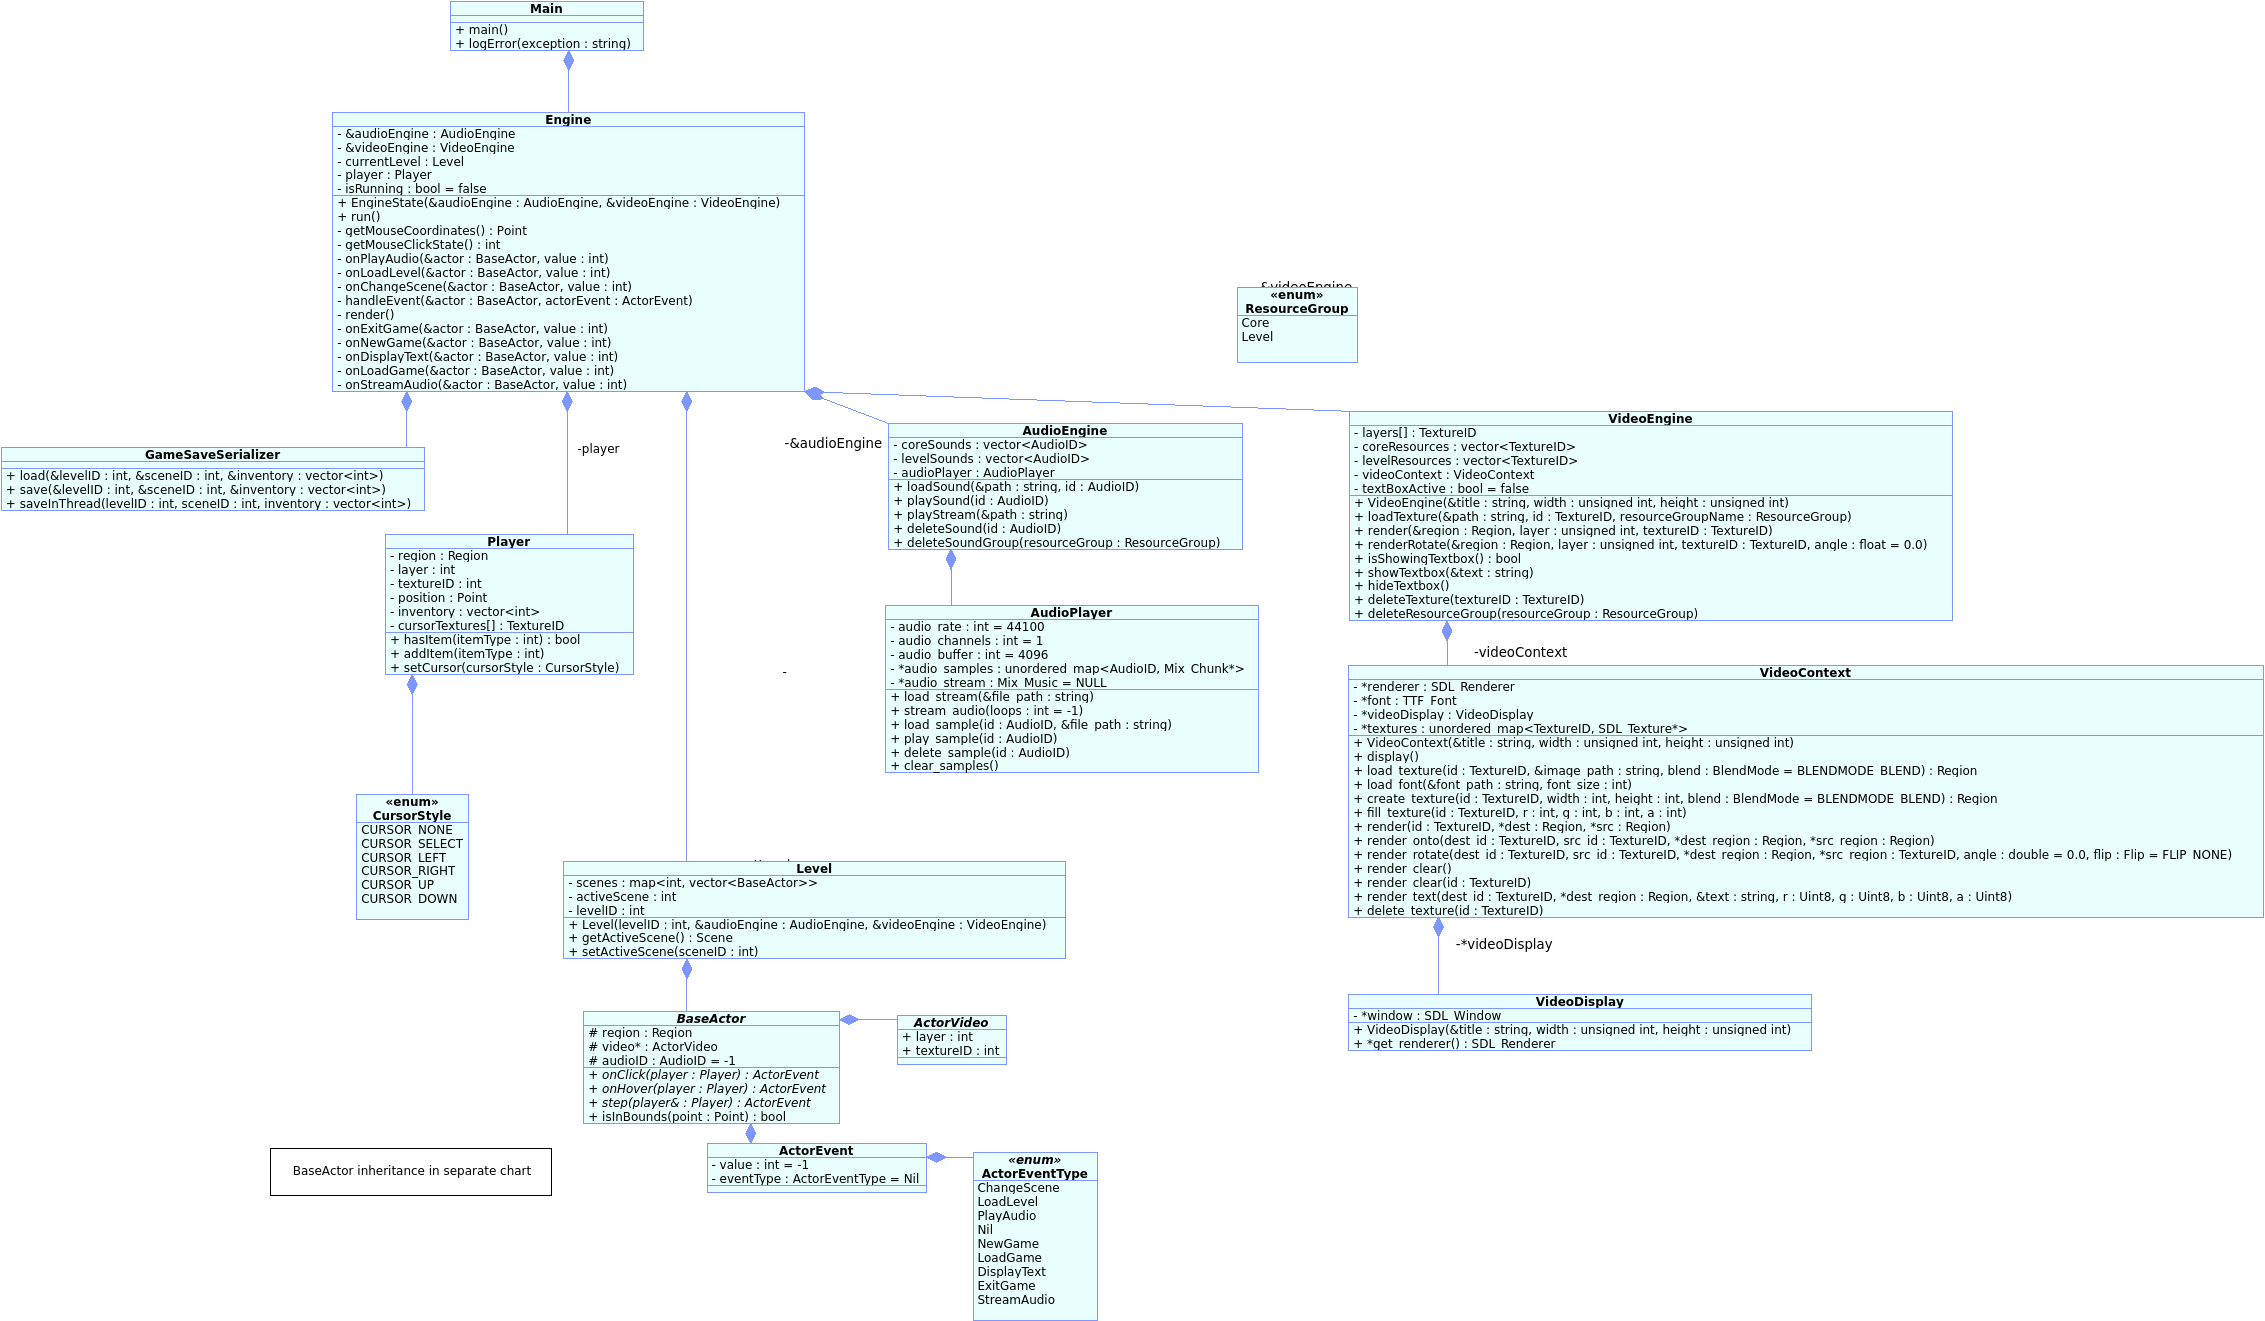 Main
+ main()
+ logError(exception : string)
Engine
- &audioEngine : AudioEngine
- &videoEngine : VideoEngine
- currentLevel : Level
- player : Player
- isRunning : bool = false
+ EngineState(&audioEngine : AudioEngine, &videoEngine : VideoEngine)
+ run()
- getMouseCoordinates() : Point
- getMouseClickState() : int
- onPlayAudio(&actor : BaseActor, value : int)
- onLoadLevel(&actor : BaseActor, value : int)
- onChangeScene(&actor : BaseActor, value : int)
- handleEvent(&actor : BaseActor, actorEvent : ActorEvent)
- render()
- onExitGame(&actor : BaseActor, value : int)
- onNewGame(&actor : BaseActor, value : int)
- onDisplayText(&actor : BaseActor, value : int)
- onLoadGame(&actor : BaseActor, value : int)
- onStreamAudio(&actor : BaseActor, value : int)
&videoEngine
«enum»
ResourceGroup
Core
Level
GameSaveSerializer
+ load(&levelID : int, &sceneID : int, &inventory : vector<int>)
+ save(&levelID : int, &sceneID : int, &inventory : vector<int>)
+ saveInThread(levelID : int, sceneID : int, inventory : vector<int>)
-player
-&audioEngine
AudioEngine
- coreSounds : vector<AudioID>
- levelSounds : vector<AudioID>
- audioPlayer : AudioPlayer
+ loadSound(&path : string, id : AudioID)
+ playSound(id : AudioID)
+ playStream(&path : string)
+ deleteSound(id : AudioID)
+ deleteSoundGroup(resourceGroup : ResourceGroup)
VideoEngine
- layers[] : TextureID
- coreResources : vector<TextureID>
- levelResources : vector<TextureID>
- videoContext : VideoContext
- textBoxActive : bool = false
+ VideoEngine(&title : string, width : unsigned int, height : unsigned int)
+ loadTexture(&path : string, id : TextureID, resourceGroupName : ResourceGroup)
+ render(&region : Region, layer : unsigned int, textureID : TextureID)
+ renderRotate(&region : Region, layer : unsigned int, textureID : TextureID, angle : float = 0.0)
+ isShowingTextbox() : bool
+ showTextbox(&text : string)
+ hideTextbox()
+ deleteTexture(textureID : TextureID)
+ deleteResourceGroup(resourceGroup : ResourceGroup)
Player
- region : Region
- layer : int
- textureID : int
- position : Point
- inventory : vector<int>
- cursorTextures[] : TextureID
+ hasItem(itemType : int) : bool
+ addItem(itemType : int)
+ setCursor(cursorStyle : CursorStyle)
-
AudioPlayer
- audio_rate : int = 44100
- audio_channels : int = 1
- audio_buffer : int = 4096
- *audio_samples : unordered_map<AudioID, Mix_Chunk*>
- *audio_stream : Mix_Music = NULL
+ load_stream(&file_path : string)
+ stream_audio(loops : int = -1)
+ load_sample(id : AudioID, &file_path : string)
+ play_sample(id : AudioID)
+ delete_sample(id : AudioID)
+ clear_samples()
-videoContext
VideoContext
- *renderer : SDL_Renderer
- *font : TTF_Font
- *videoDisplay : VideoDisplay
- *textures : unordered_map<TextureID, SDL_Texture*>
+ VideoContext(&title : string, width : unsigned int, height : unsigned int)
+ display()
+ load_texture(id : TextureID, &image_path : string, blend : BlendMode = BLENDMODE_BLEND) : Region
+ load_font(&font_path : string, font_size : int)
+ create_texture(id : TextureID, width : int, height : int, blend : BlendMode = BLENDMODE_BLEND) : Region
+ fill_texture(id : TextureID, r : int, g : int, b : int, a : int)
+ render(id : TextureID, *dest : Region, *src : Region)
+ render_onto(dest_id : TextureID, src_id : TextureID, *dest_region : Region, *src_region : Region)
+ render_rotate(dest_id : TextureID, src_id : TextureID, *dest_region : Region, *src_region : TextureID, angle : double = 0.0, flip : Flip = FLIP_NONE)
+ render_clear()
+ render_clear(id : TextureID)
+ render_text(dest_id : TextureID, *dest_region : Region, &text : string, r : Uint8, g : Uint8, b : Uint8, a : Uint8)
+ delete_texture(id : TextureID)
«enum»
CursorStyle
CURSOR_NONE
CURSOR_SELECT
CURSOR_LEFT
CURSOR_RIGHT
CURSOR_UP
CURSOR_DOWN
Level
- scenes : map<int, vector<BaseActor>>
- activeScene : int
- levelID : int
+ Level(levelID : int, &audioEngine : AudioEngine, &videoEngine : VideoEngine)
+ getActiveScene() : Scene
+ setActiveScene(sceneID : int)
-*videoDisplay
VideoDisplay
- *window : SDL_Window
+ VideoDisplay(&title : string, width : unsigned int, height : unsigned int)
+ *get_renderer() : SDL_Renderer
BaseActor
# region : Region
# video* : ActorVideo
# audioID : AudioID = -1
+ onClick(player : Player) : ActorEvent
+ onHover(player : Player) : ActorEvent
+ step(player& : Player) : ActorEvent
+ isInBounds(point : Point) : bool
ActorVideo
+ layer : int
+ textureID : int
BaseActor inheritance in separate chart
ActorEvent
- value : int = -1
- eventType : ActorEventType = Nil
«enum»
ActorEventType
ChangeScene
LoadLevel
PlayAudio
Nil
NewGame
LoadGame
DisplayText
ExitGame
StreamAudio